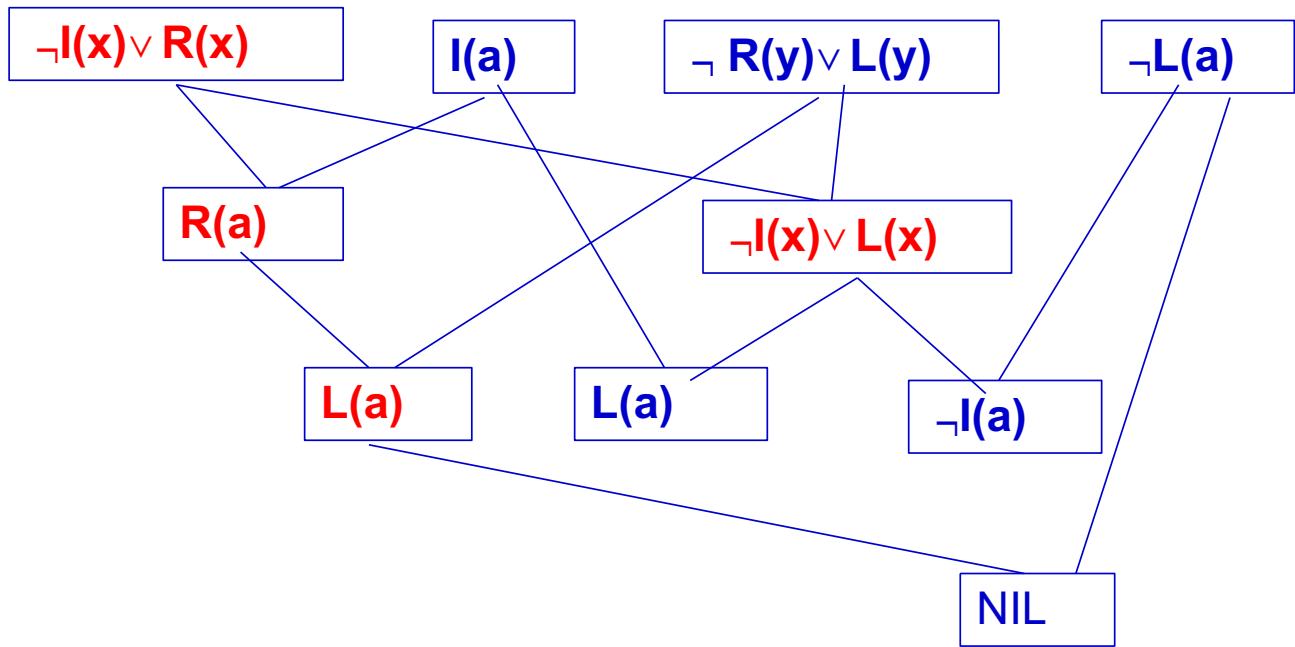 ¬I(x)∨ R(x)
I(a)
¬ R(y)∨ L(y)
¬L(a)
R(a)
¬I(x)∨ L(x)
L(a)
L(a)
¬I(a)
NIL